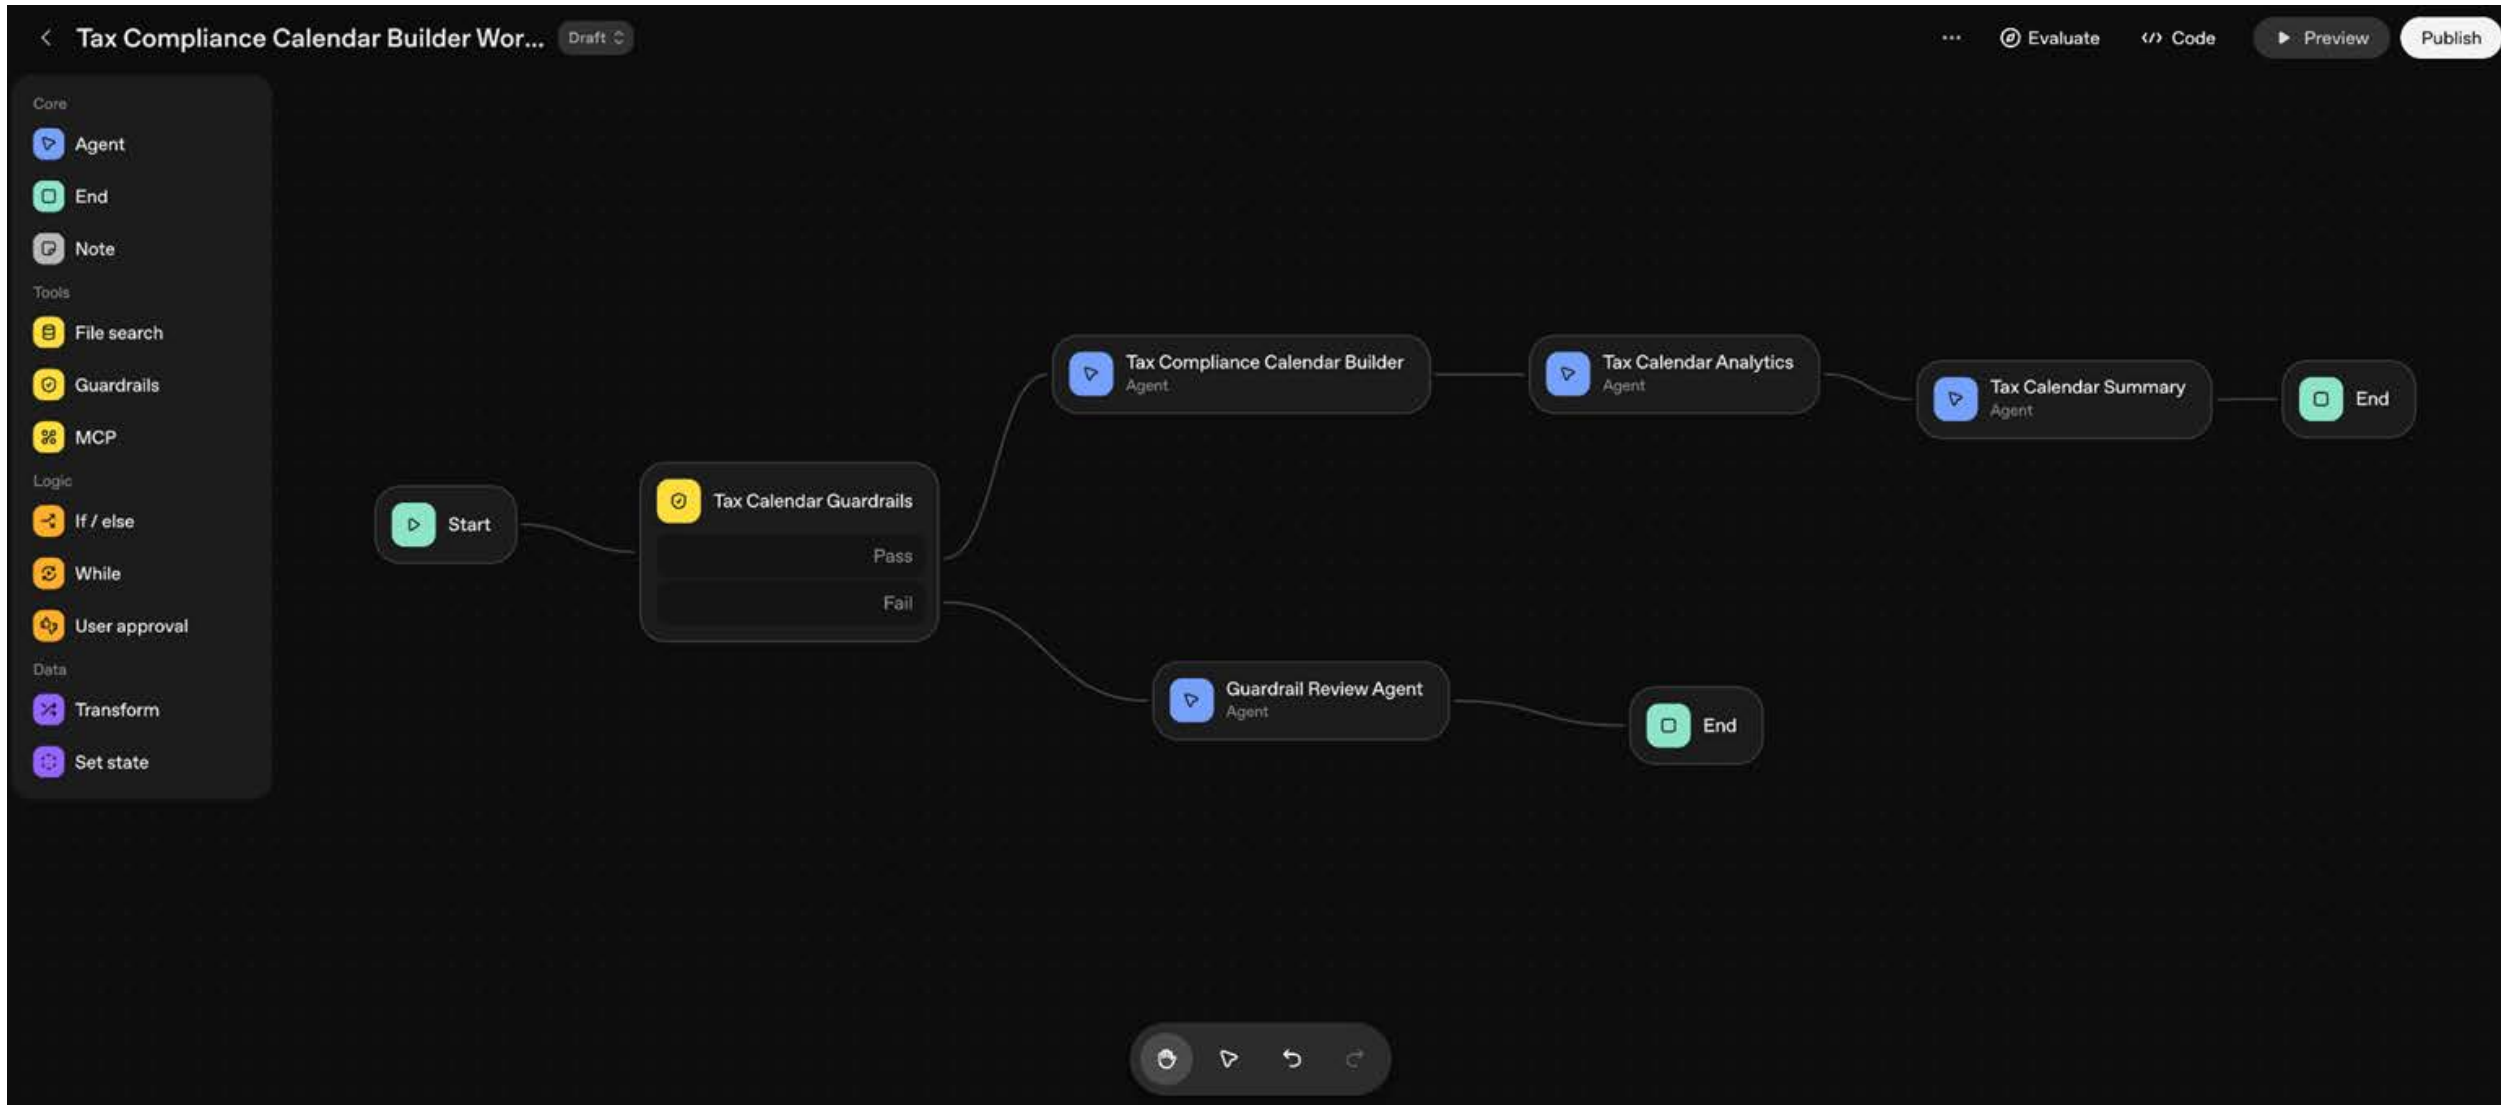 Tax Compliance Calendar Builder Wor...
Draft
Evaluate
Code
Preview
Publish
Core
Agent
End
Note
Tools
File search
Guardrails
MCP
Logic
If / else
While
User approval
Data
Transform
Set state
Start
Tax Calendar Guardrails
Pass
Fail
Tax Compliance Calendar Builder
Agent
Tax Calendar Analytics
Agent
Tax Calendar Summary
Agent
End
Guardrail Review Agent
Agent
End